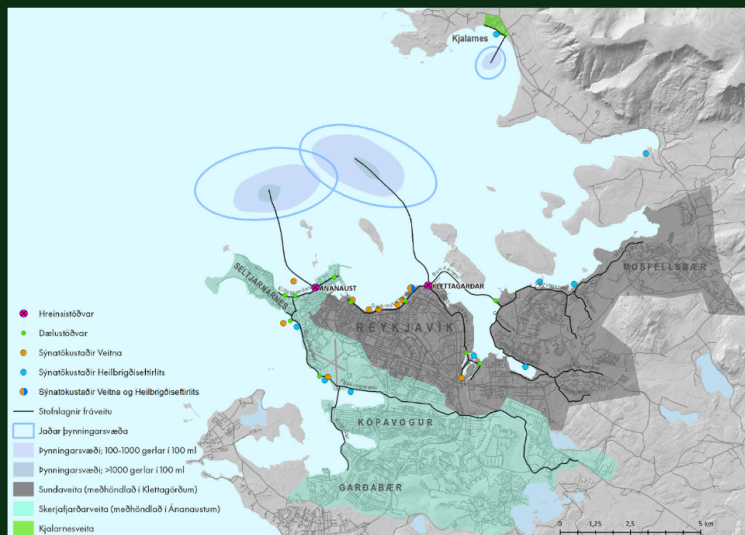 Kjalarnes
MOSFELLSBÆR
SELTJARNARNES
ÁNANAUST
KLETTAGARÐAR
REYKJAVÍK
KÓPAVOGUR
GARÐABÆR
Hreinsistöðvar
Dælustöðvar
Sýnatökustaðir Veitna
Sýnatökustaðir Heilbrigðiseftirlits
Sýnatökustaðir Veitna og Heilbrigðiseftirlits
Stofnlagnir fráveitu
Jaðar þynningarsvæða
Þynningarsvæði; 100-1000 gerlar í 100 ml
Þynningarsvæði; >1000 gerlar í 100 ml
Sundaveita (meðhöndlað í Klettagörðum)
Skerjafjarðarveita (meðhöndlað í Ánanaustum)
Kjalarnesveita
0 1,25 2,5 5 km